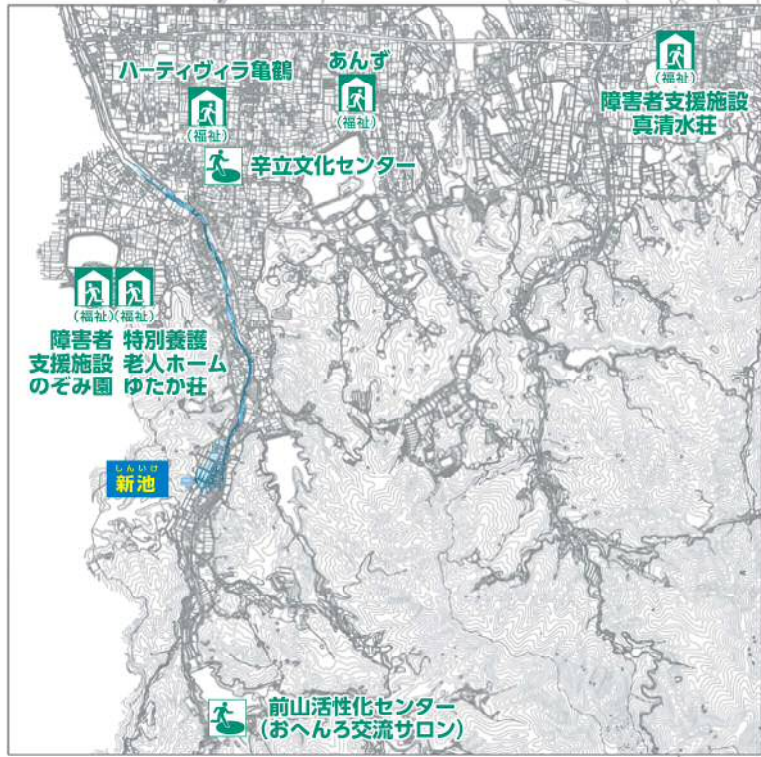 ハーティヴィラ亀鶴
(福祉)
あんず
(福祉)
(福祉)
障害者支援施設
真清水荘
辛立文化センター
(福祉)
障害者
支援施設
のぞみ園
(福祉)
特別養護
老人ホーム
ゆたか荘
しんいけ
新池
前山活性化センター
(おへんろ交流サロン)